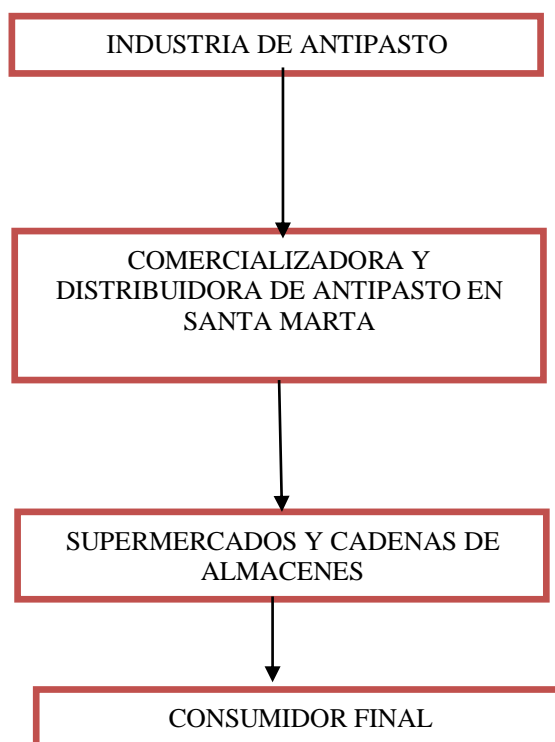 INDUSTRIA DE ANTIPASTO
COMERCIALIZADORA Y
DISTRIBUIDORA DE ANTIPASTO EN
SANTA MARTA
SUPERMERCADOS Y CADENAS DE
ALMACENES
CONSUMIDOR FINAL